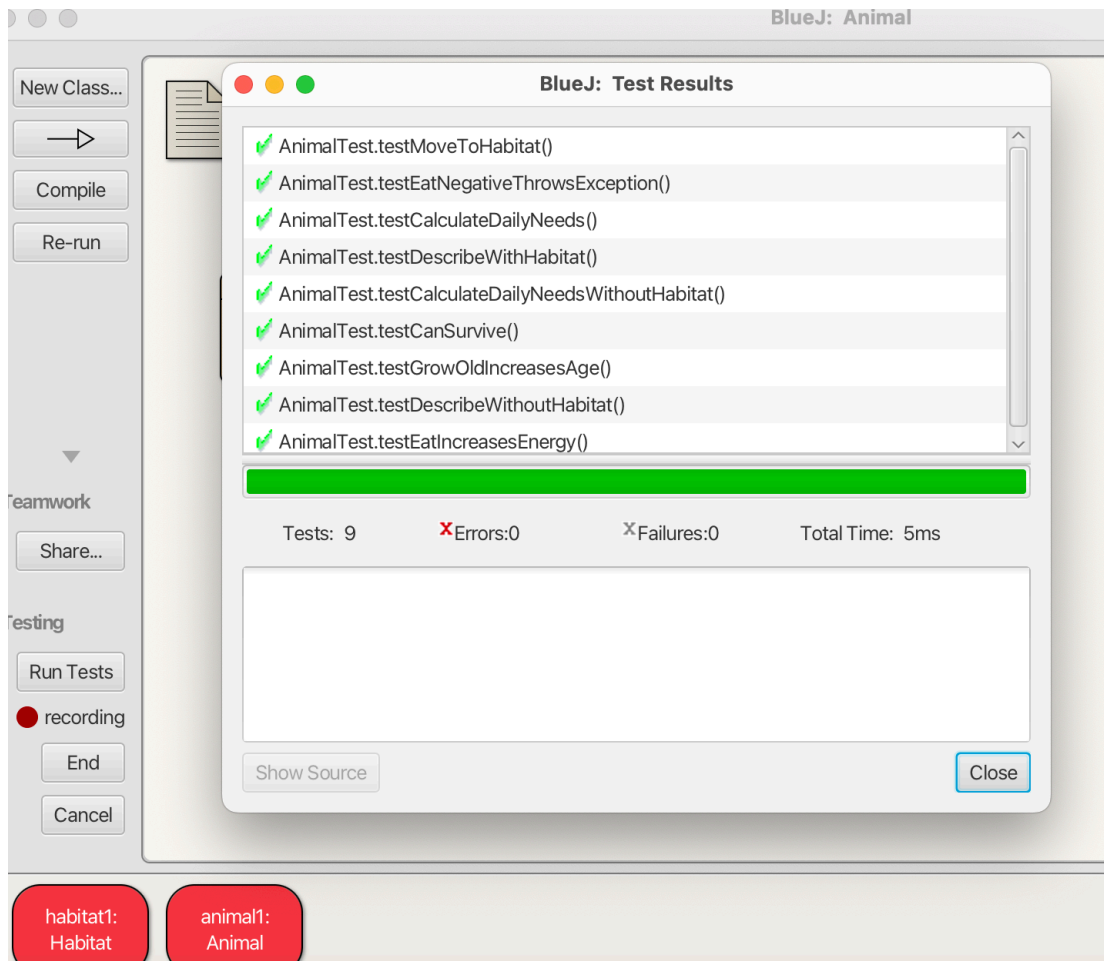 BlueJ: Animal
New Class...
Compile
Re-run
BlueJ: Test Results
AnimalTest.testMoveToHabitat()
AnimalTest.testEatNegativeThrowsException()
AnimalTest.testCalculateDailyNeeds()
AnimalTest.testDescribeWithHabitat()
AnimalTest.testCalculateDailyNeedsWithoutHabitat()
AnimalTest.testCanSurvive()
AnimalTest.testGrowOldIncreasesAge()
AnimalTest.testDescribeWithoutHabitat()
AnimalTest.testEatIncreasesEnergy()
Tests: 9 Errors:0 Failures:0 Total Time: 5ms
Show Source
Close
Teamwork
Share...
Testing
Run Tests
recording
End
Cancel
habitat1:
Habitat
animal1:
Animal